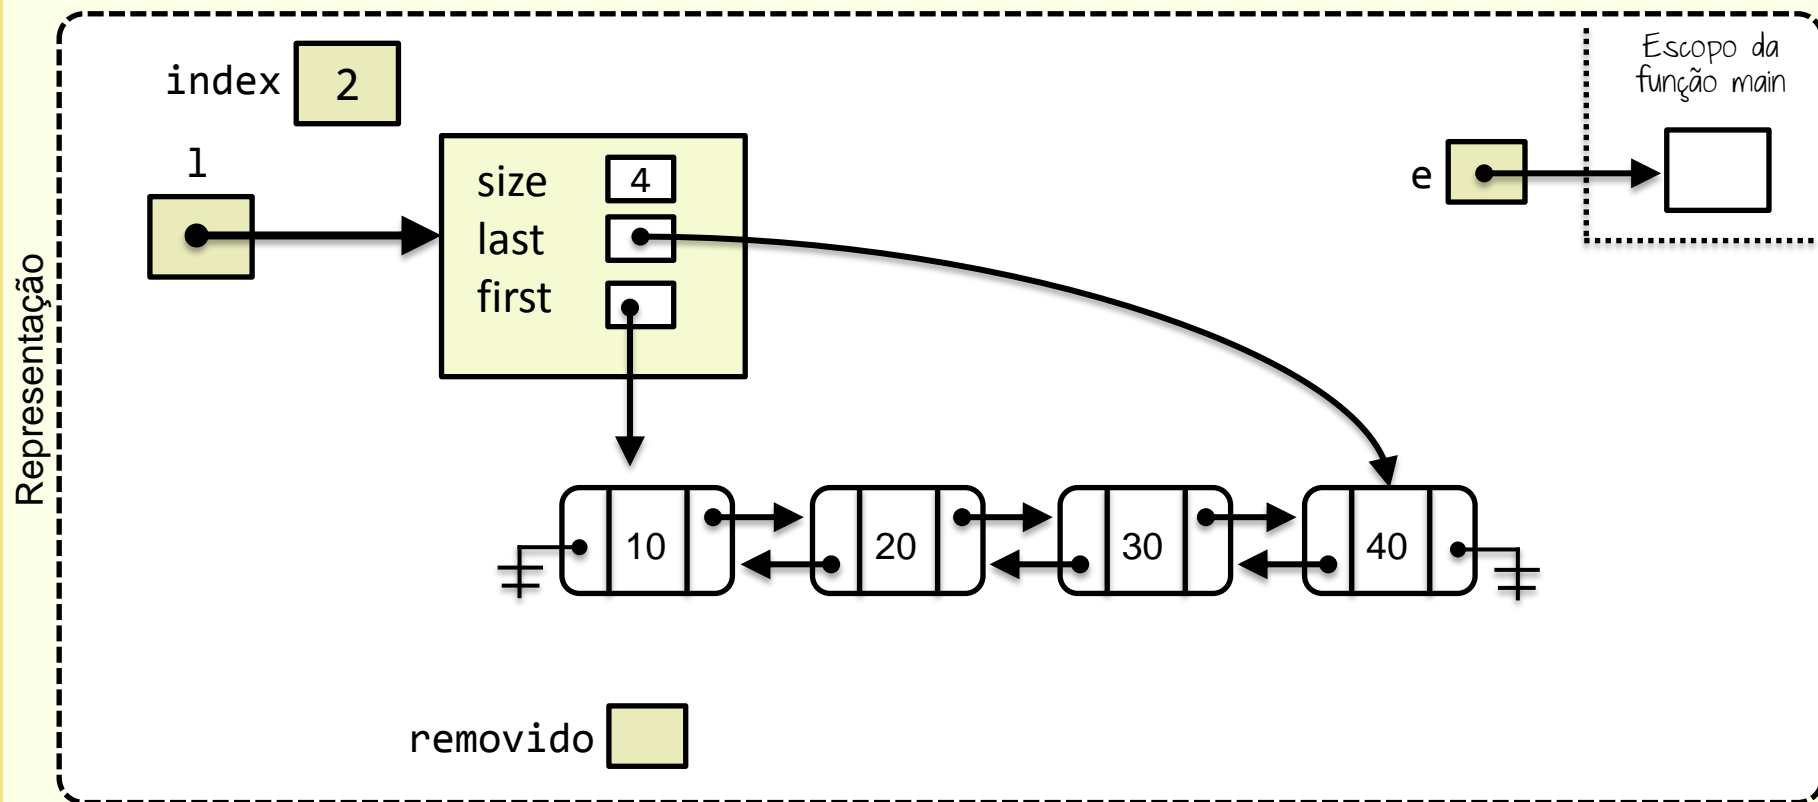 Representação
index 2
Escopo da
função main
l
size 4
last
first
e
10 20 30 40
removido